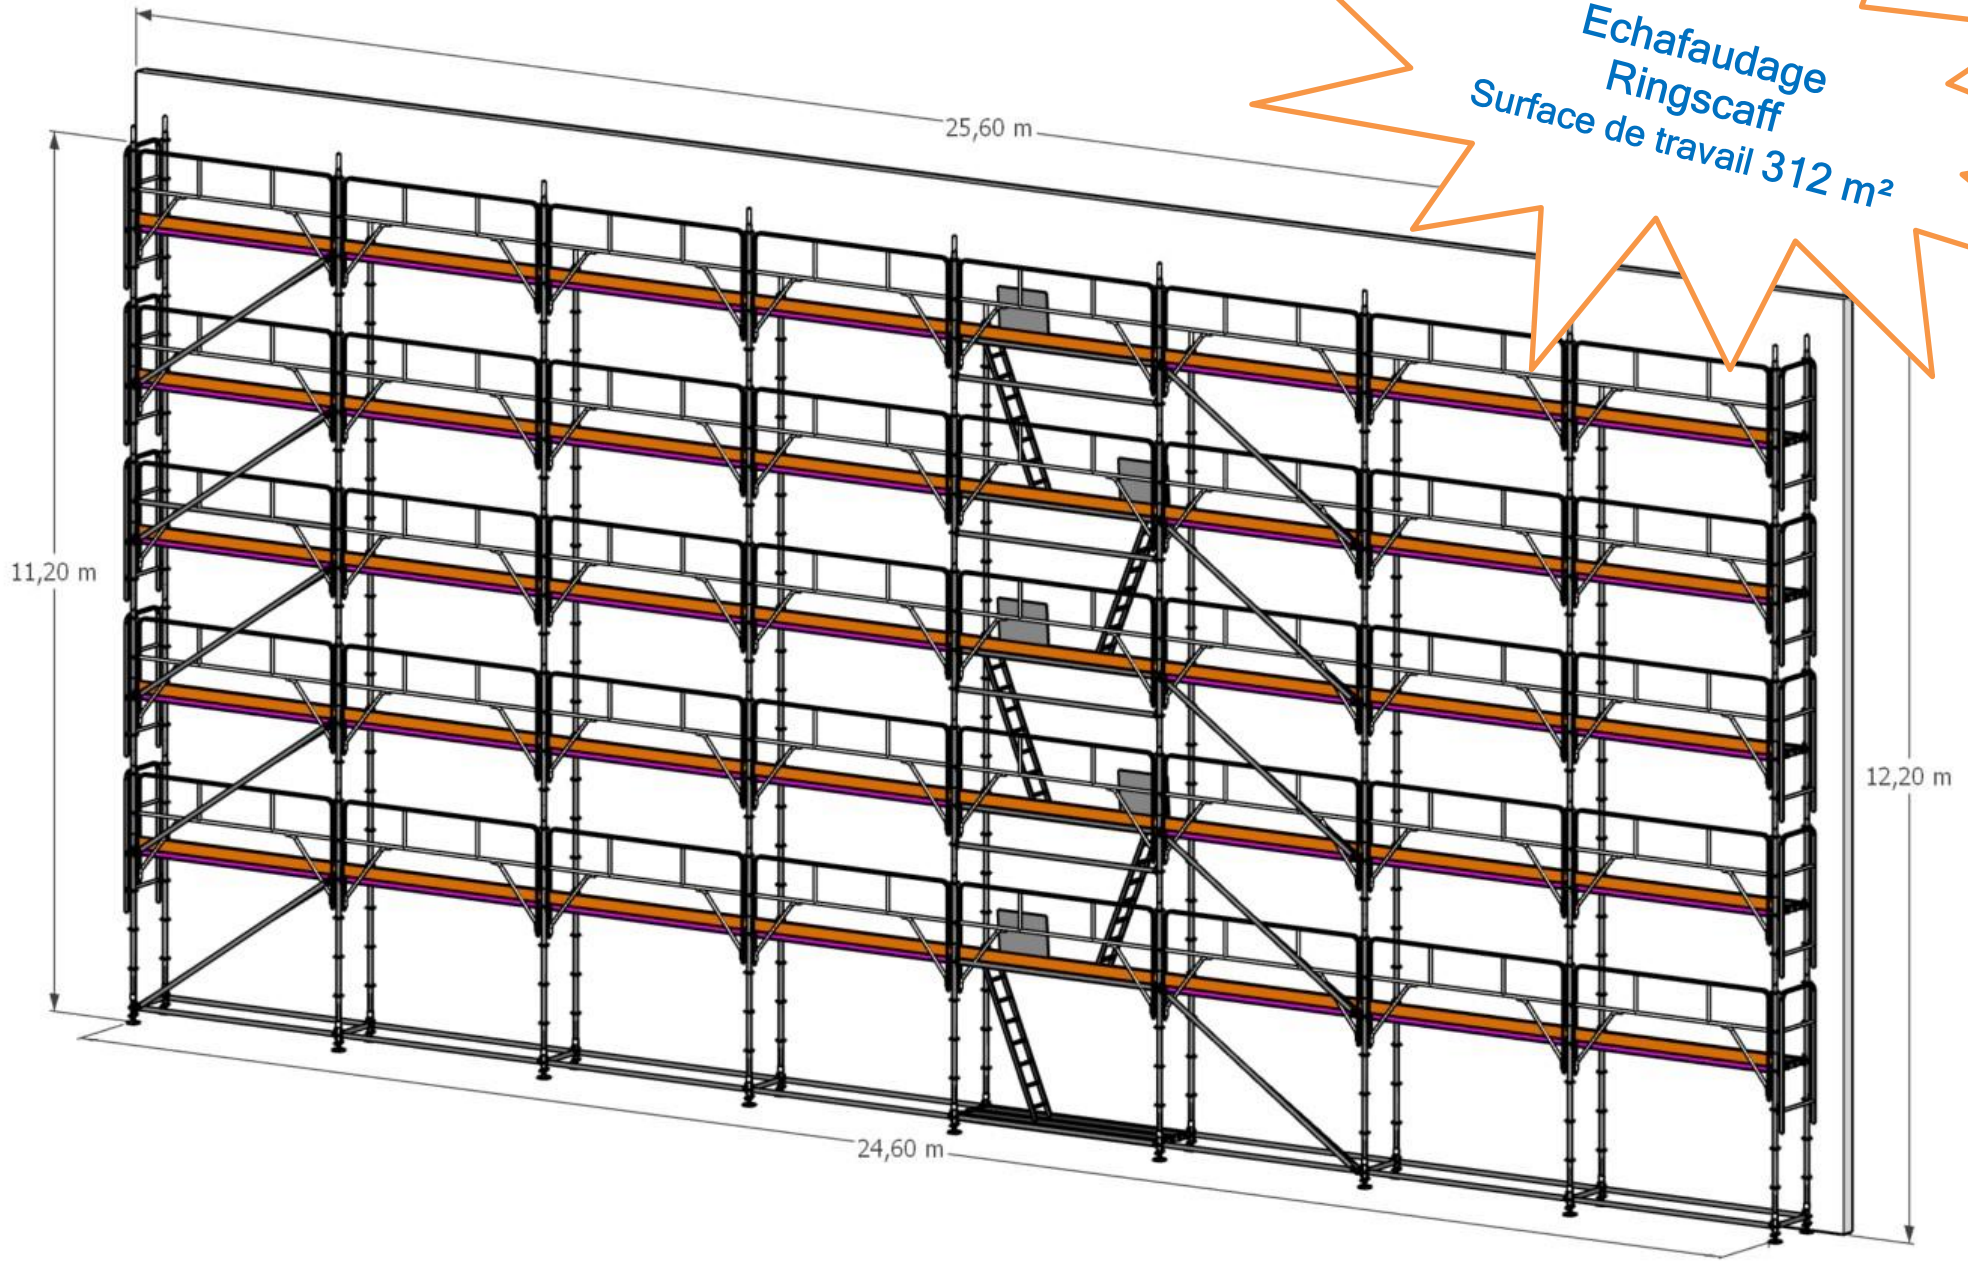 Echafaudage
Ringscaff
Surface de travail 312 m²
25,60 m
11,20 m
12,20 m
24,60 m